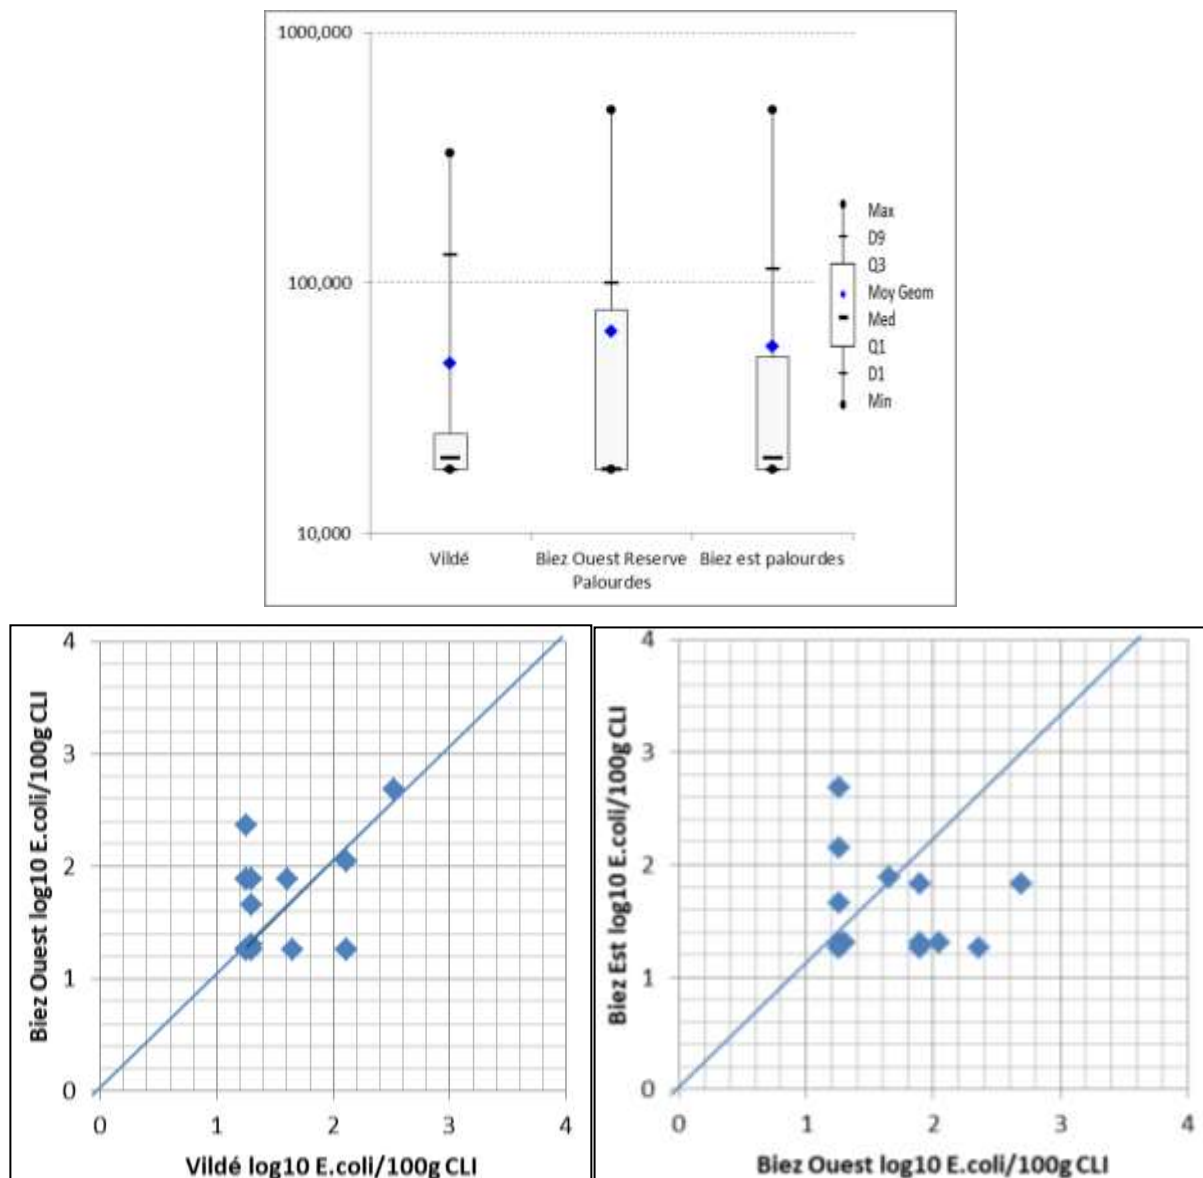 1000,000
100,000
10,000
Vildé
Biez Ouest Reserve
Palourdes
Biez est palourdes
Max
D9
Q3
Moy Geom
Med
Q1
D1
Min
Biez Ouest log10 E.coli/100g CLI
4
3
2
1
0
0 1 2 3 4
Vildé log10 E.coli/100g CLI
Biez Est log10 E.coli/100g CLI
4
3
2
1
0
0 1 2 3 4
Biez Ouest log10 E.coli/100g CLI